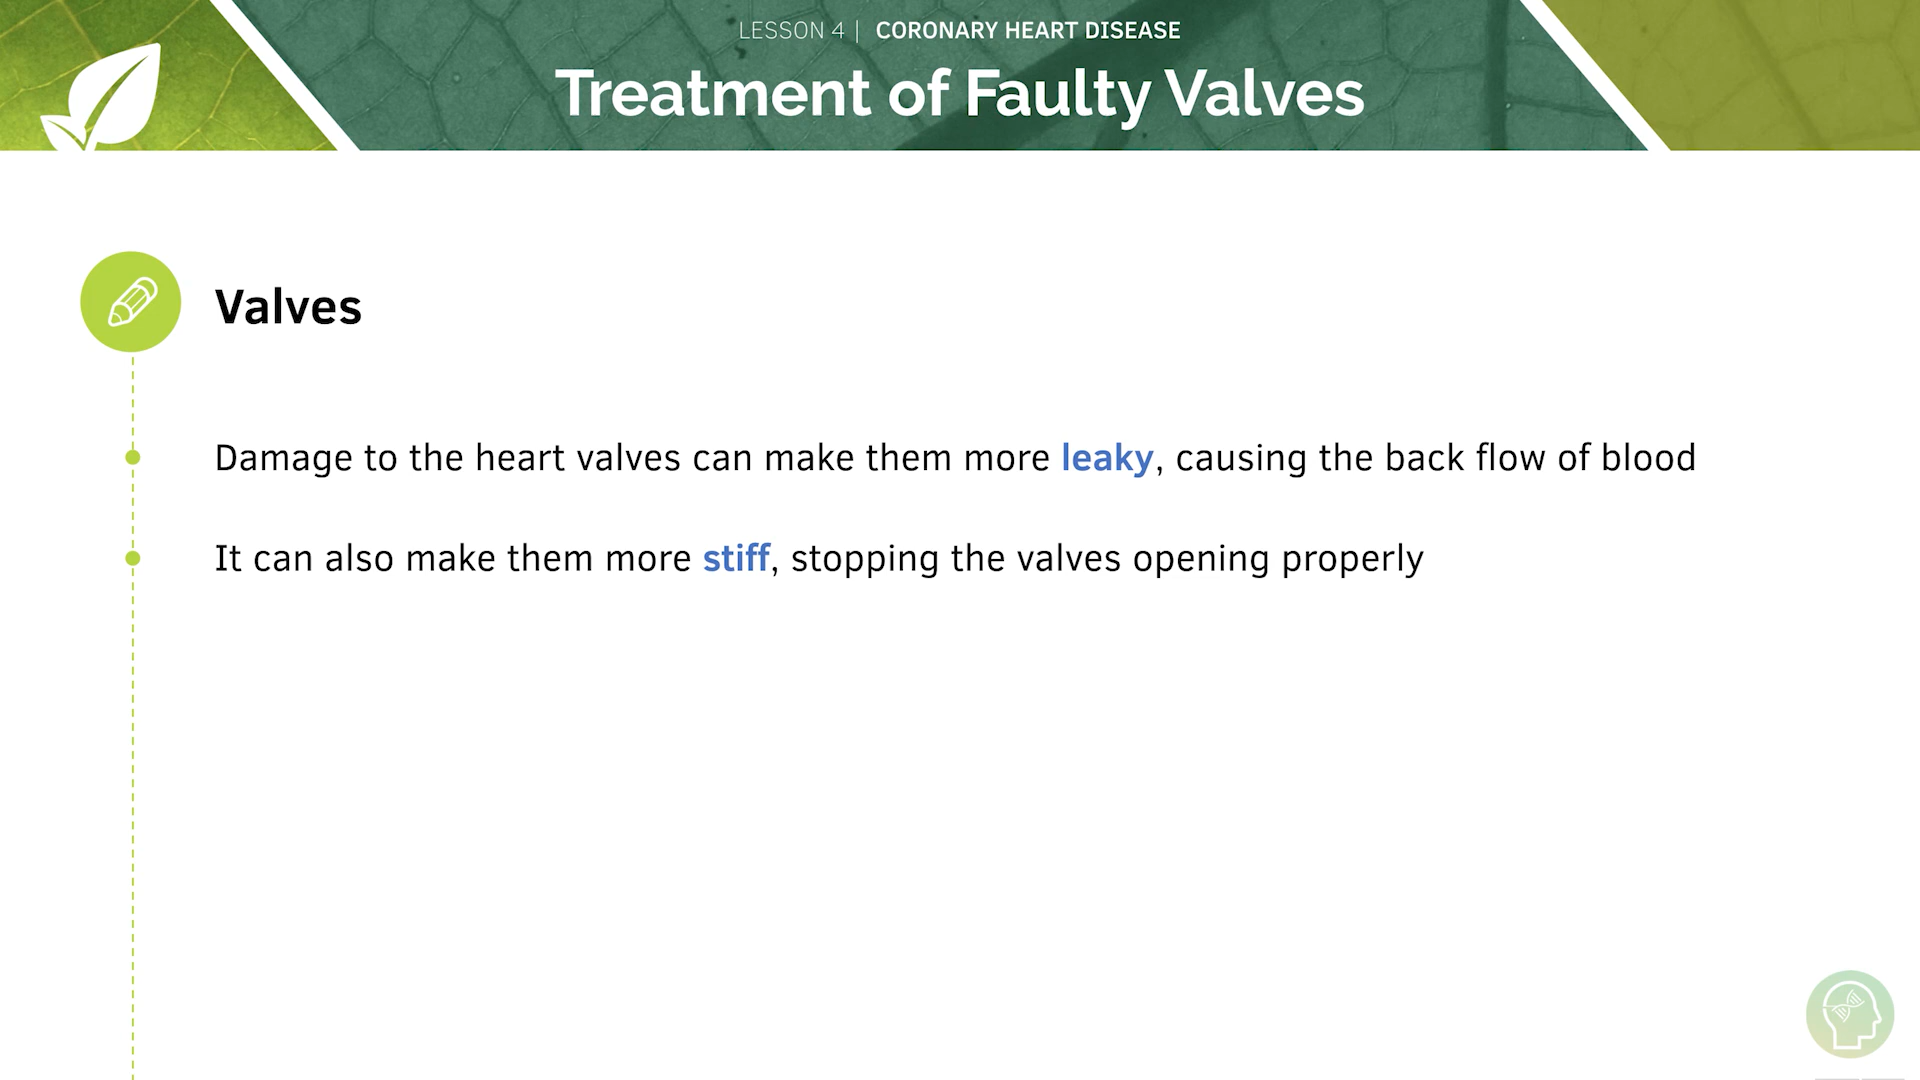 LESSON 4 | CORONARY HEART DISEASE
Treatment of Faulty Valves
Valves
Damage to the heart valves can make them more leaky, causing the back flow of blood
It can also make them more stiff, stopping the valves opening properly